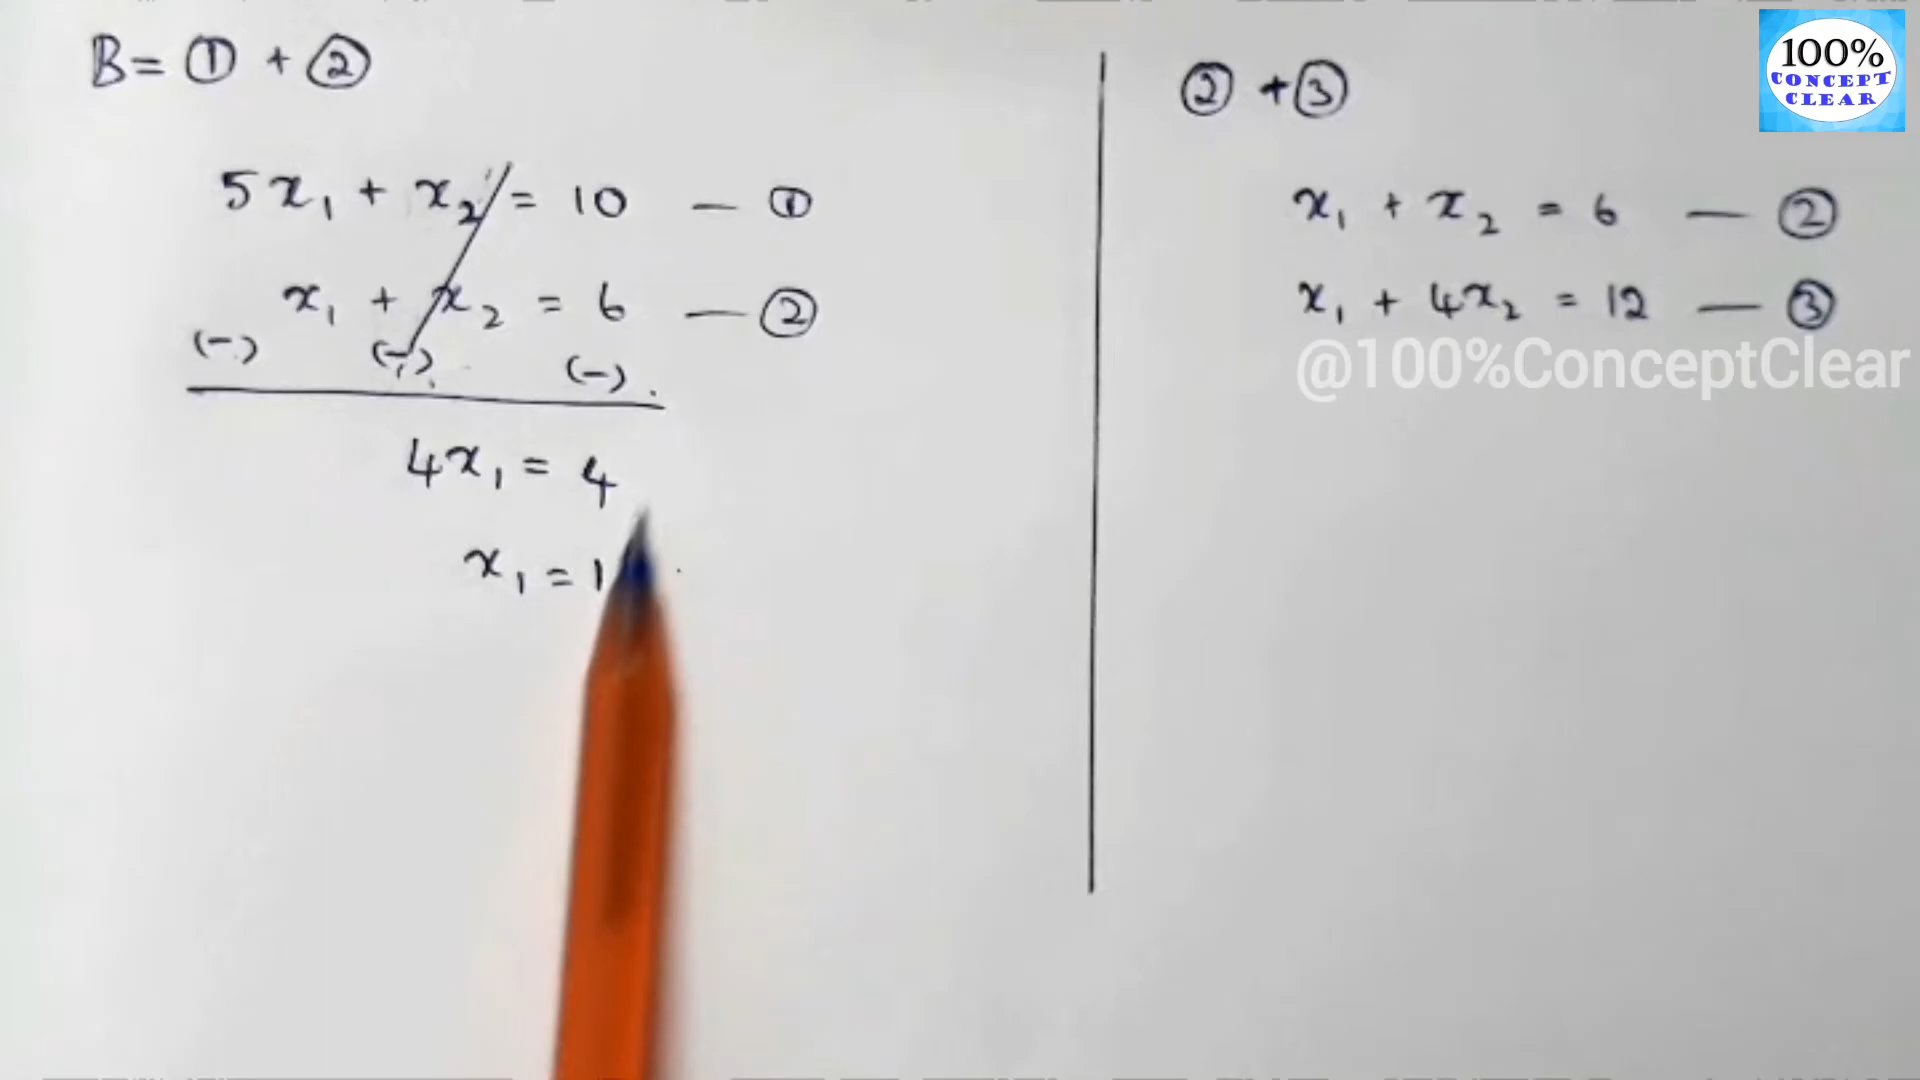 B = ① + ②
5x₁ + x₂ = 10 — ①
x₁ + x₂ = 6 — ②
(-) (-) (-)
4x₁ = 4
x₁ = 1
② + ③
x₁ + x₂ = 6 — ②
x₁ + 4x₂ = 12 — ③
@100%ConceptClear
100%
CONCEPT
CLEAR